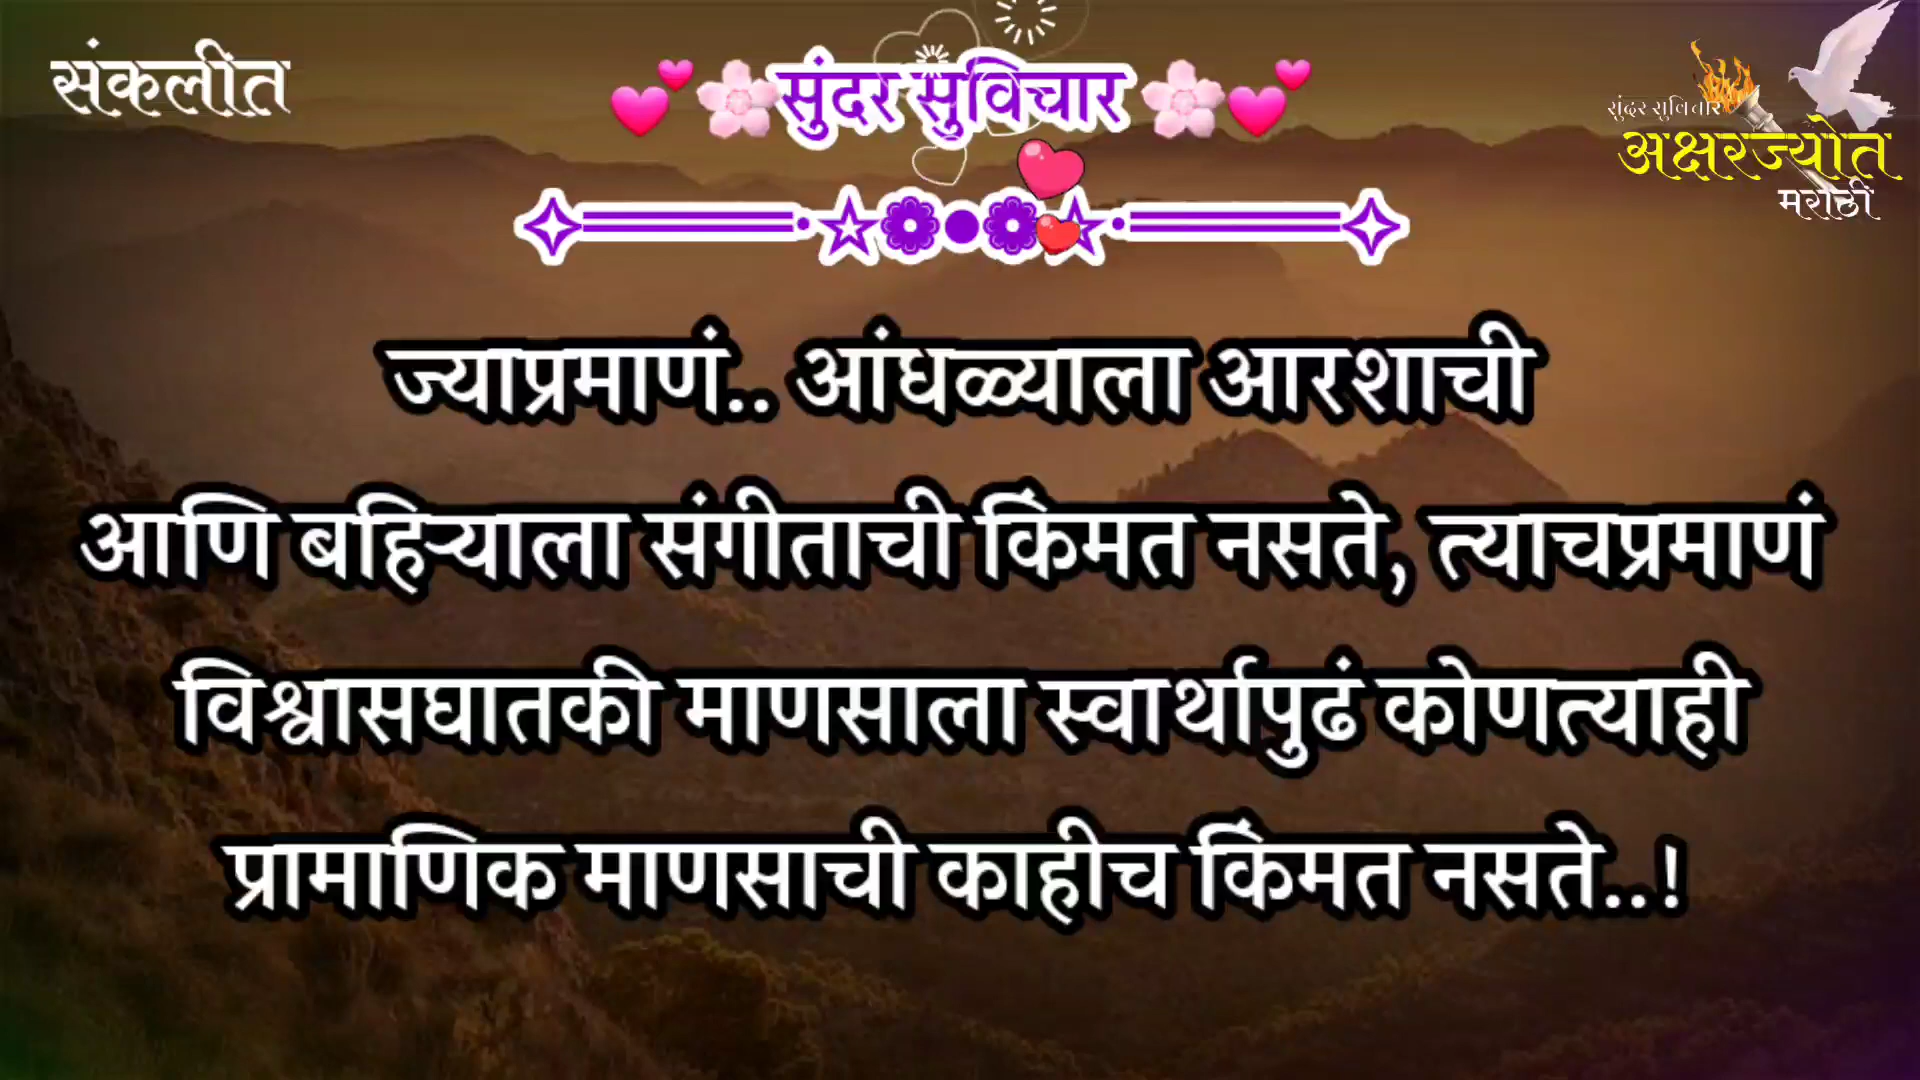 संकलीत
💕🌸सुंदर सुविचार 🌸💕
सुंदर सुविचार
अक्षरज्योत
मराठी
ज्याप्रमाणं.. आंधळ्याला आरशाची
आणि बहिऱ्याला संगीताची किंमत नसते, त्याचप्रमाणं
विश्वासघातकी माणसाला स्वार्थापुढं कोणत्याही
प्रामाणिक माणसाची काहीच किंमत नसते..!